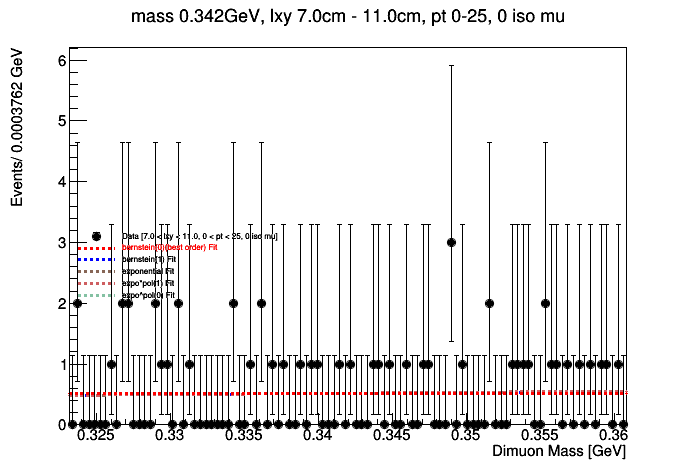 mass 0.342GeV, lxy 7.0cm - 11.0cm, pt 0-25, 0 iso mu
Events/ 0.0003762 GeV
6
5
4
3
2
1
0
Data [7.0 < lxy < 11.0, 0 < pt < 25, 0 iso mu]
bernstein(0)(best order) Fit
bernstein(1) Fit
exponential Fit
expo*pol(1) Fit
expo*pol(0) Fit
0.325 0.33 0.335 0.34 0.345 0.35 0.355 0.36
Dimuon Mass [GeV]